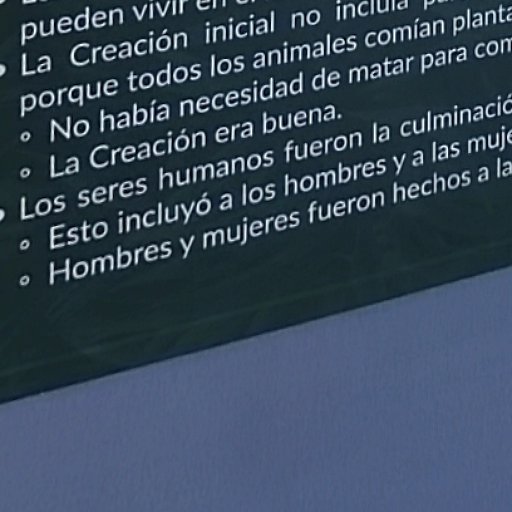 pueden vivir en
La Creación inicial no incluía
porque todos los animales comían planta
No había necesidad de matar para com
La Creación era buena.
Los seres humanos fueron la culminació
Esto incluyó a los hombres y a las muje
Hombres y mujeres fueron hechos a la